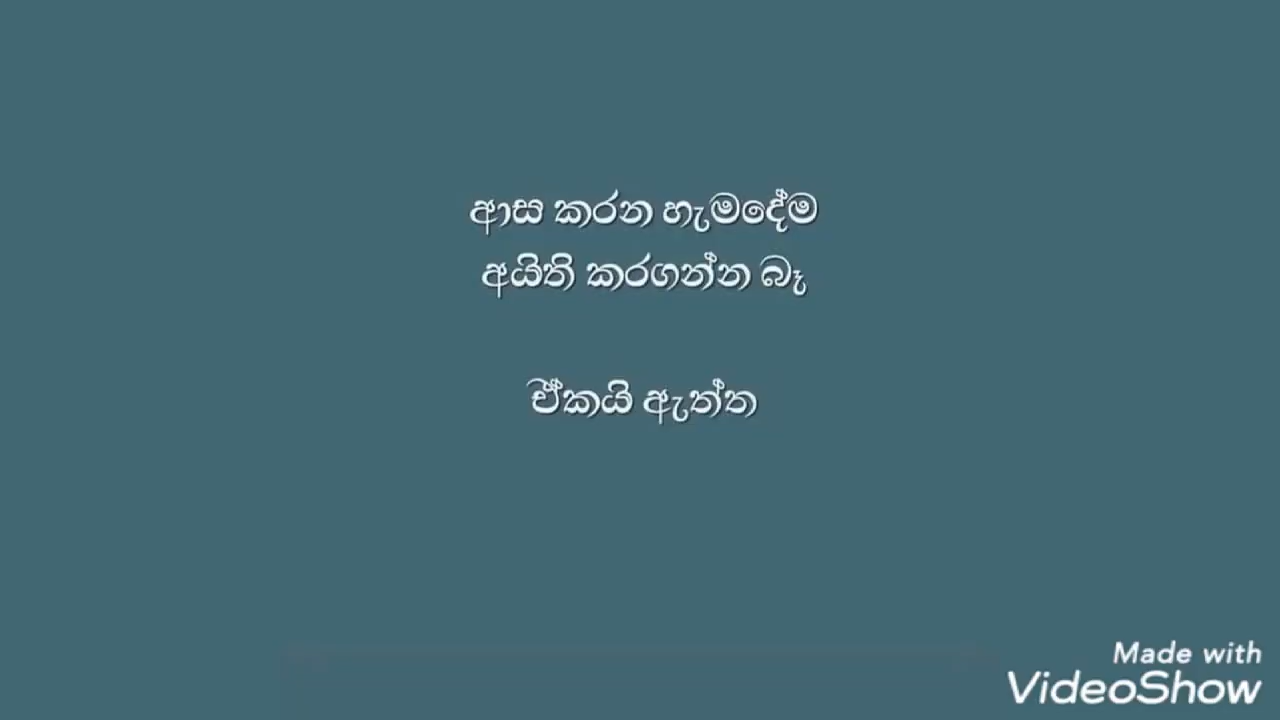 ආස කරන හැමදේම
අයිති කරගන්න බෑ
ඒකයි ඇත්ත
Made with
VideoShow